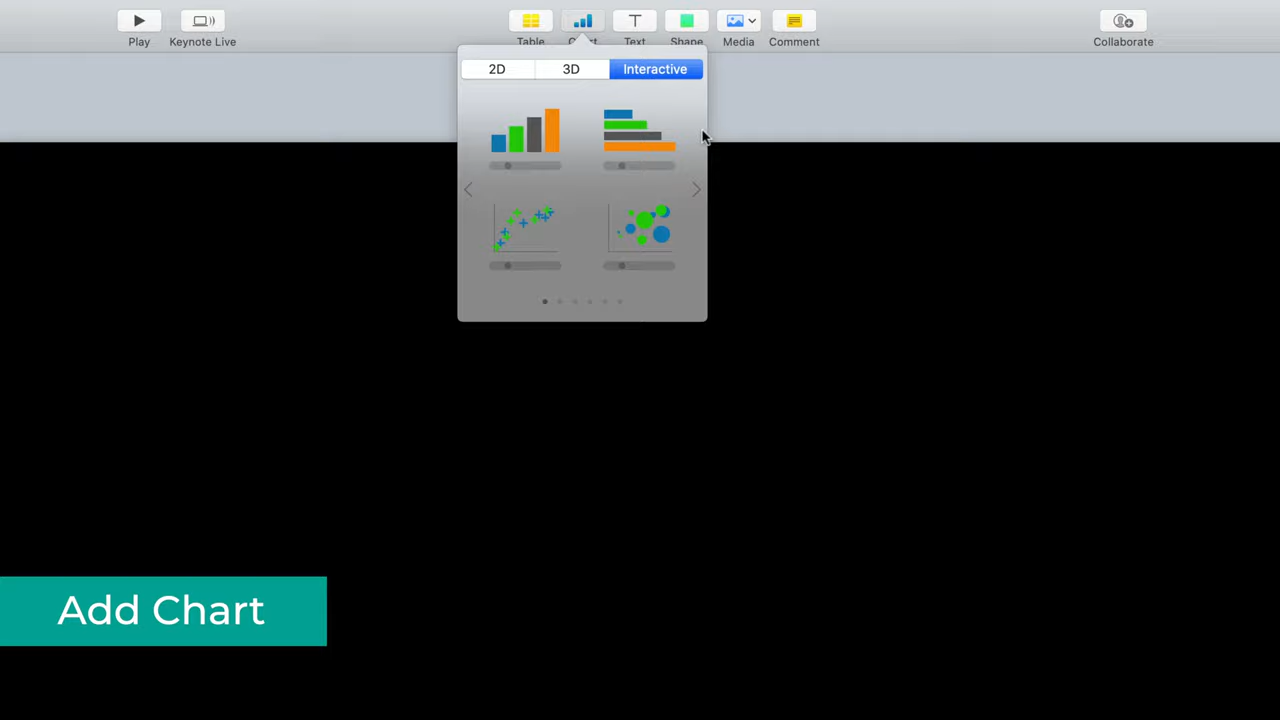 Play
Keynote Live
Table
Text
Shape
Media
Comment
Collaborate
2D
3D
Interactive
Add Chart